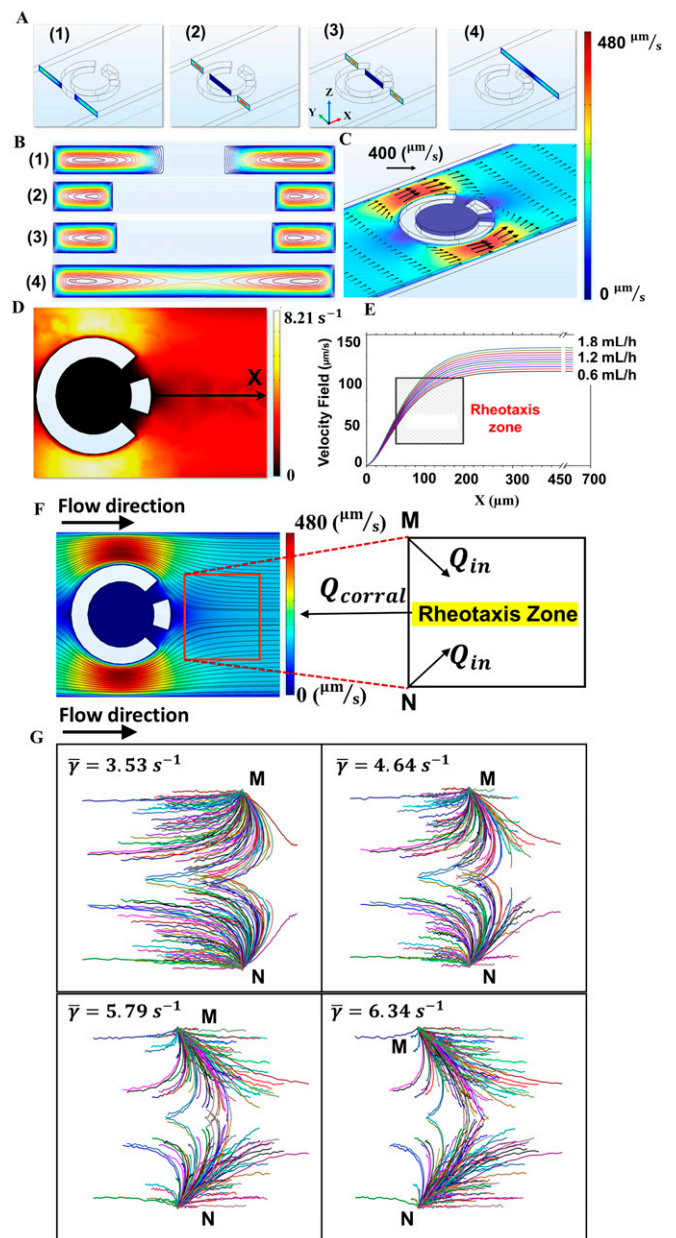 A
(1)
(2)
(3)
(4)
480 μm/s
Z
Y
X
B
(1)
(2)
(3)
(4)
C
400 (μm/s)
0 μm/s
D
8.21 s⁻¹
X
0
E
Velocity Field (μm/s)
150
100
50
0
1.8 mL/h
1.2 mL/h
0.6 mL/h
Rheotaxis
zone
0 100 200 300 450 700
X (μm)
F
Flow direction
480 (μm/s)
0 (μm/s)
M
Q_in
Q_corral
Rheotaxis Zone
Q_in
N
Flow direction
G
γ̄ = 3.53 s⁻¹
M
N
γ̄ = 4.64 s⁻¹
M
N
γ̄ = 5.79 s⁻¹
M
N
γ̄ = 6.34 s⁻¹
M
N